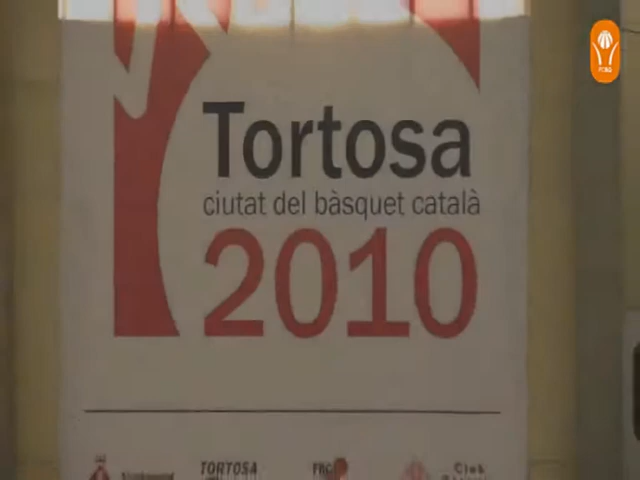 Tortosa
ciutat del bàsquet català
2010
TORTOSA
Club